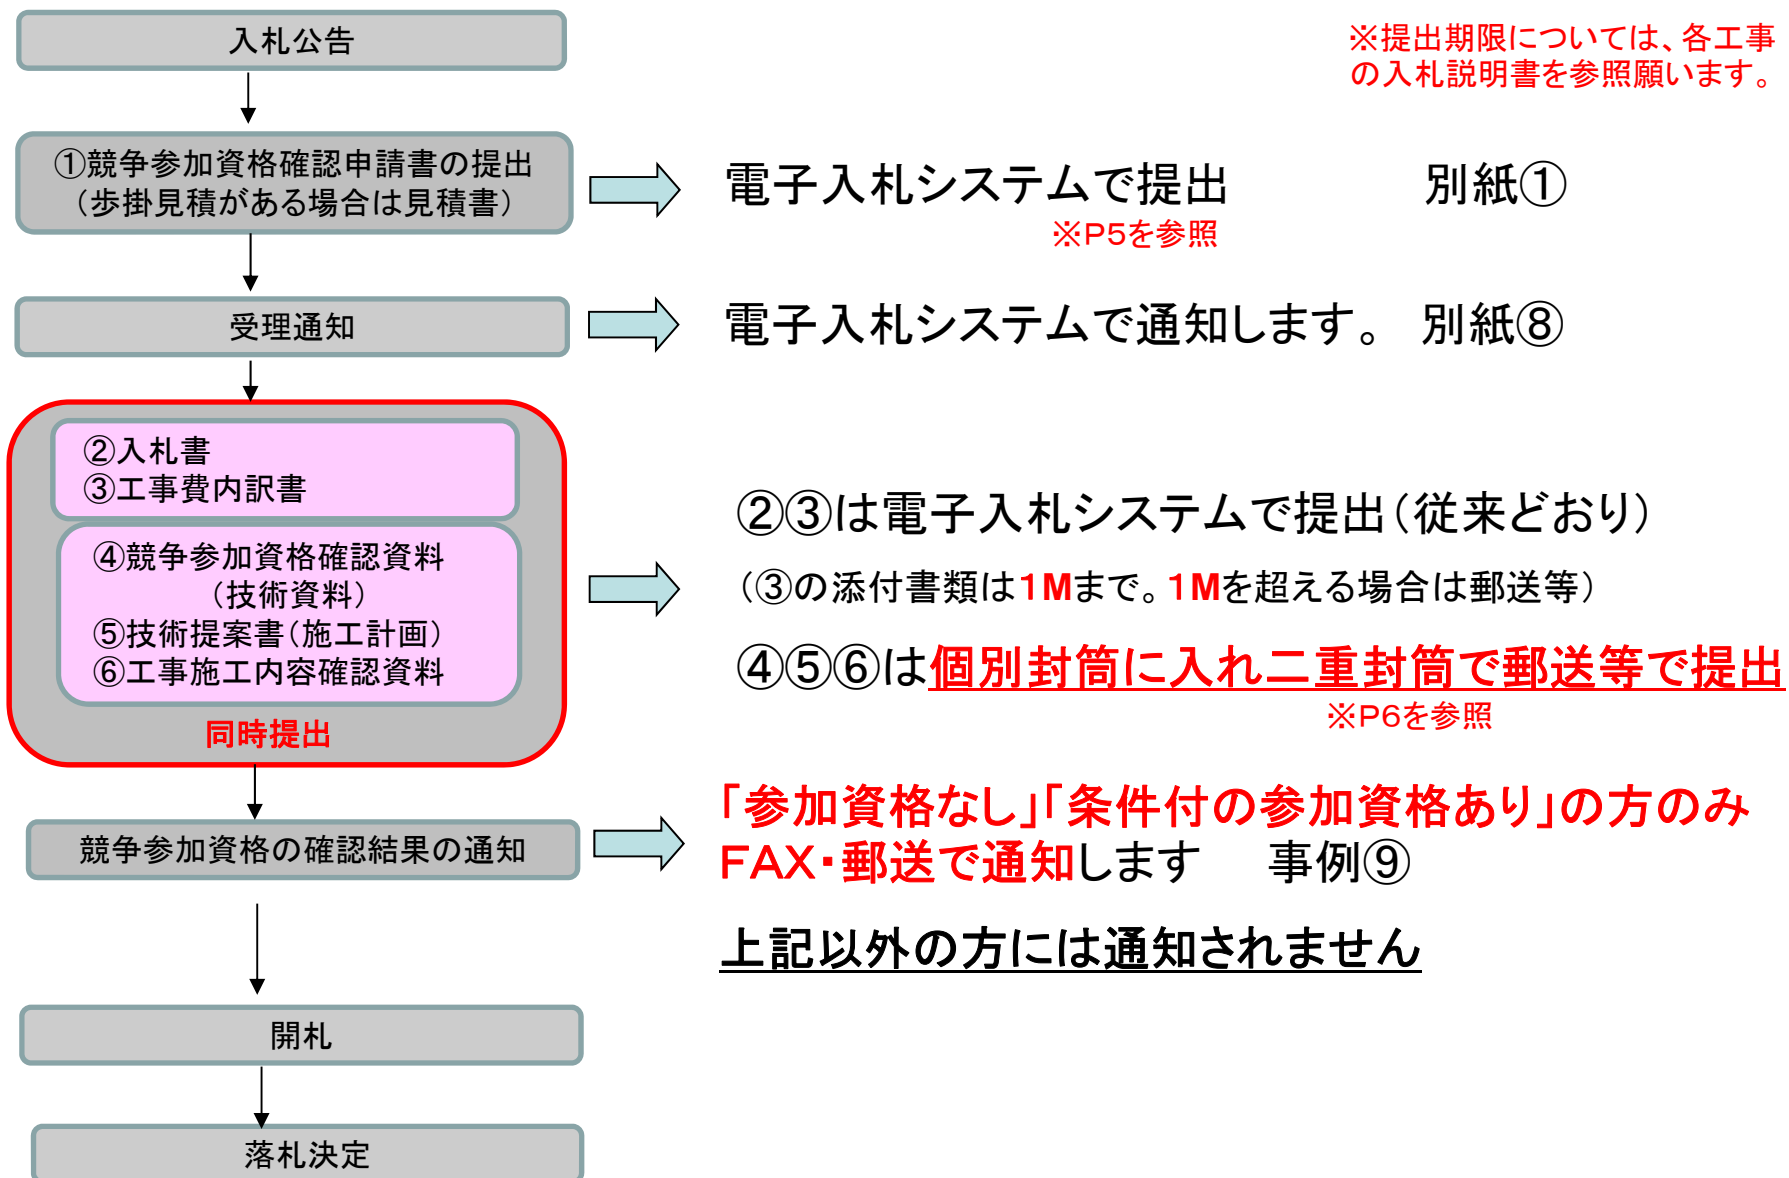 入札公告
※提出期限については、各工事
の入札説明書を参照願います。
①競争参加資格確認申請書の提出
（歩掛見積がある場合は見積書）
電子入札システムで提出 別紙①
※P5を参照
受理通知
電子入札システムで通知します。 別紙⑧
②入札書
③工事費内訳書
④競争参加資格確認資料
（技術資料）
⑤技術提案書（施工計画）
⑥工事施工内容確認資料
同時提出
②③は電子入札システムで提出（従来どおり）
（③の添付書類は1Mまで。1Mを超える場合は郵送等）
④⑤⑥は個別封筒に入れ二重封筒で郵送等で提出
※P6を参照
競争参加資格の確認結果の通知
「参加資格なし」「条件付の参加資格あり」の方のみ
FAX・郵送で通知します 事例⑨
上記以外の方には通知されません
開札
落札決定